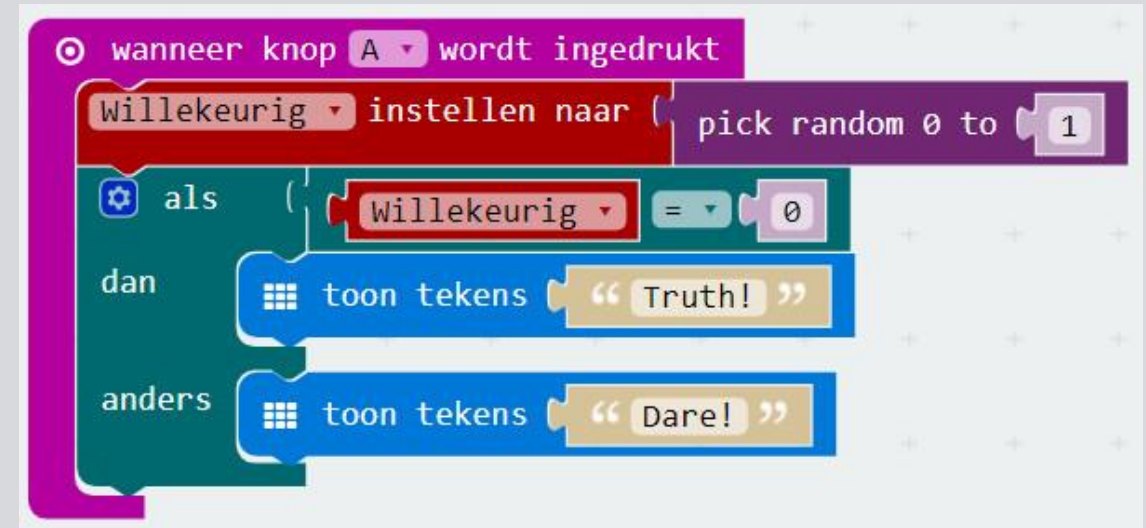 wanneer knop A wordt ingedrukt
Willekeurig instellen naar pick random 0 to 1
als Willekeurig = 0
dan toon tekens “ Truth! ”
anders toon tekens “ Dare! ”